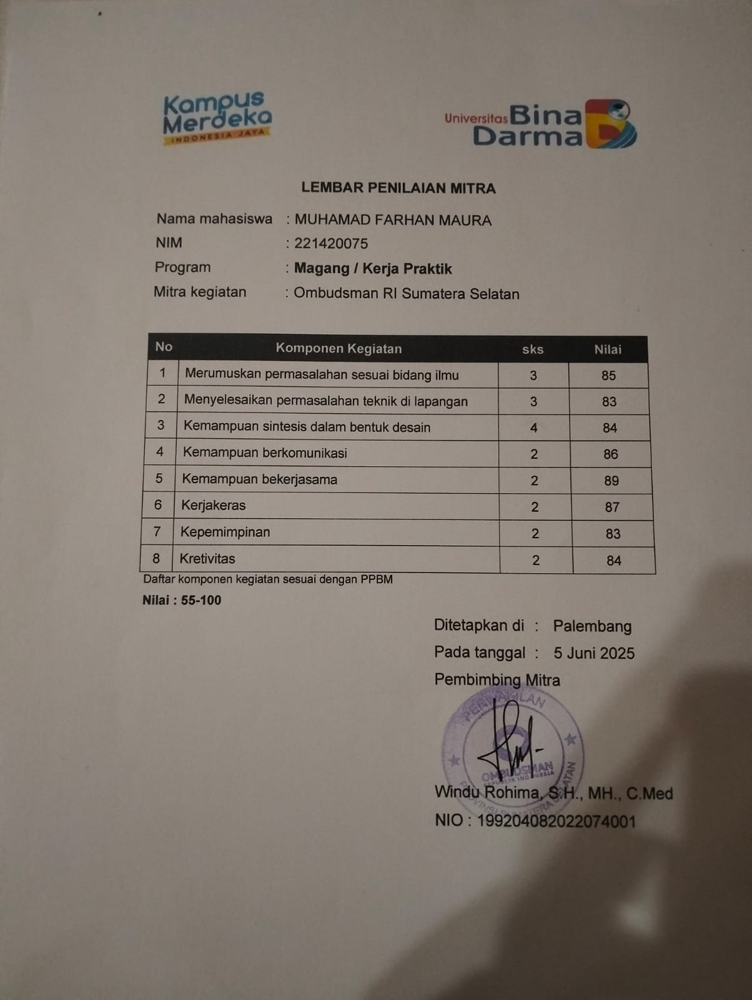 Kampus
Merdeka
INDONESIA JAYA
Universitas Bina
Darma
LEMBAR PENILAIAN MITRA
Nama mahasiswa : MUHAMAD FARHAN MAURA
NIM : 221420075
Program : Magang / Kerja Praktik
Mitra kegiatan : Ombudsman RI Sumatera Selatan
No Komponen Kegiatan sks Nilai
1 Merumuskan permasalahan sesuai bidang ilmu 3 85
2 Menyelesaikan permasalahan teknik di lapangan 3 83
3 Kemampuan sintesis dalam bentuk desain 4 84
4 Kemampuan berkomunikasi 2 86
5 Kemampuan bekerjasama 2 89
6 Kerjakeras 2 87
7 Kepemimpinan 2 83
8 Kretivitas 2 84
Daftar komponen kegiatan sesuai dengan PPBM
Nilai : 55-100
Ditetapkan di : Palembang
Pada tanggal : 5 Juni 2025
Pembimbing Mitra
PERWAKILAN
OMBUDSMAN
REPUBLIK INDONESIA
PROVINSI SUMATERA SELATAN
Windu Rohima, S.H., MH., C.Med
NIO : 199204082022074001